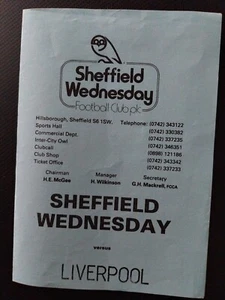 Sheffield
Wednesday
Football Club plc
Hillsborough, Sheffield S6 1SW. Telephone: (0742) 343122
Sports Hall (0742) 330382
Commercial Dept. (0742) 337235
Inter-City Owl (0742) 346351
Clubcall (0898) 121186
Club Shop (0742) 343342
Ticket Office (0742) 337233
Chairman Manager Secretary
H.E. McGee H. Wilkinson G.H. Mackrell, FCCA
SHEFFIELD
WEDNESDAY
versus
LIVERPOOL